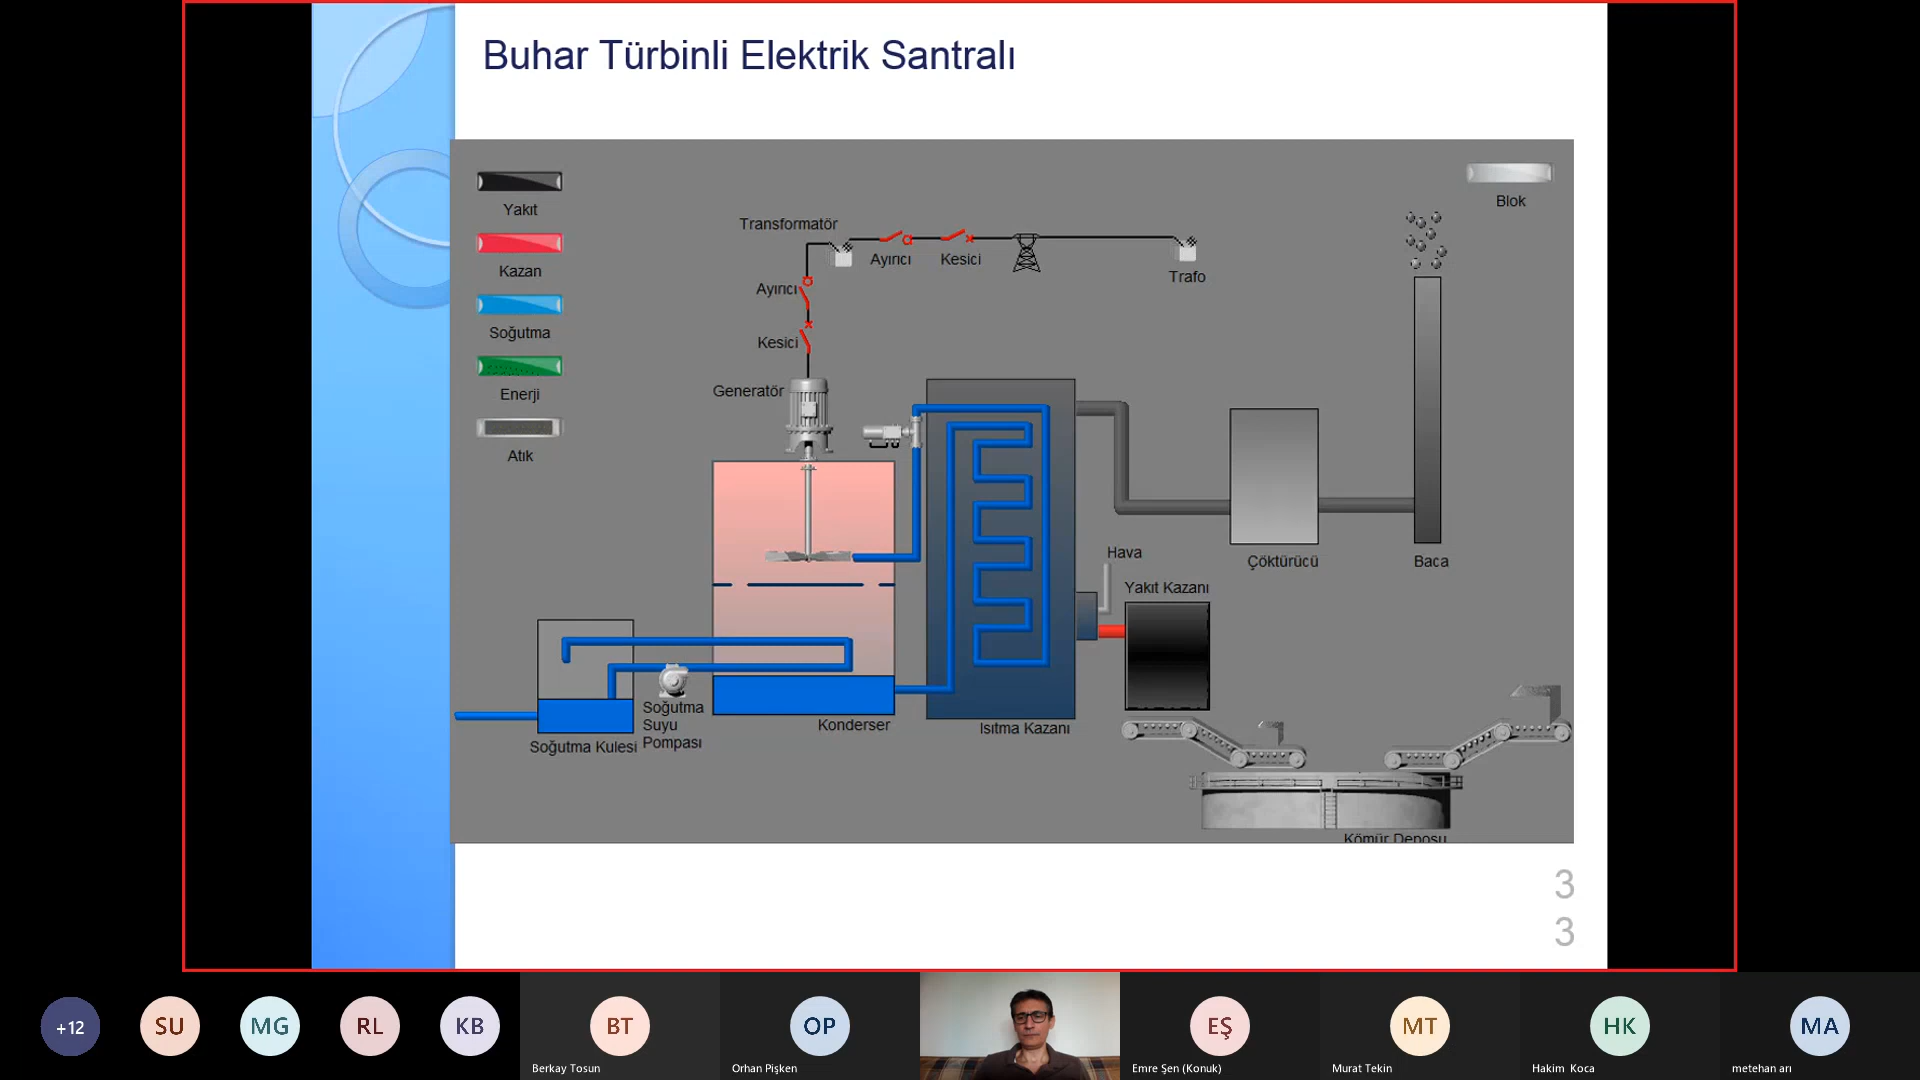 Buhar Türbinli Elektrik Santralı
Yakıt
Kazan
Soğutma
Enerji
Atık
Blok
Transformatör
Ayırıcı
Kesici
Trafo
Ayırıcı
Kesici
Generatör
Hava
Yakıt Kazanı
Çöktürücü
Baca
Soğutma
Suyu
Pompası
Konderser
Isıtma Kazanı
Soğutma Kulesi
Kömür Deposu
3
3
+12
SU
MG
RL
KB
BT
OP
EŞ
MT
HK
MA
Berkay Tosun
Orhan Pişken
Emre Şen (Konuk)
Murat Tekin
Hakim Koca
metehan arı